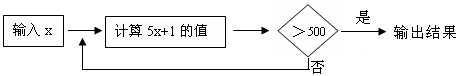 输入 x
计算 5x+1 的值
＞500
是
输出结果
否